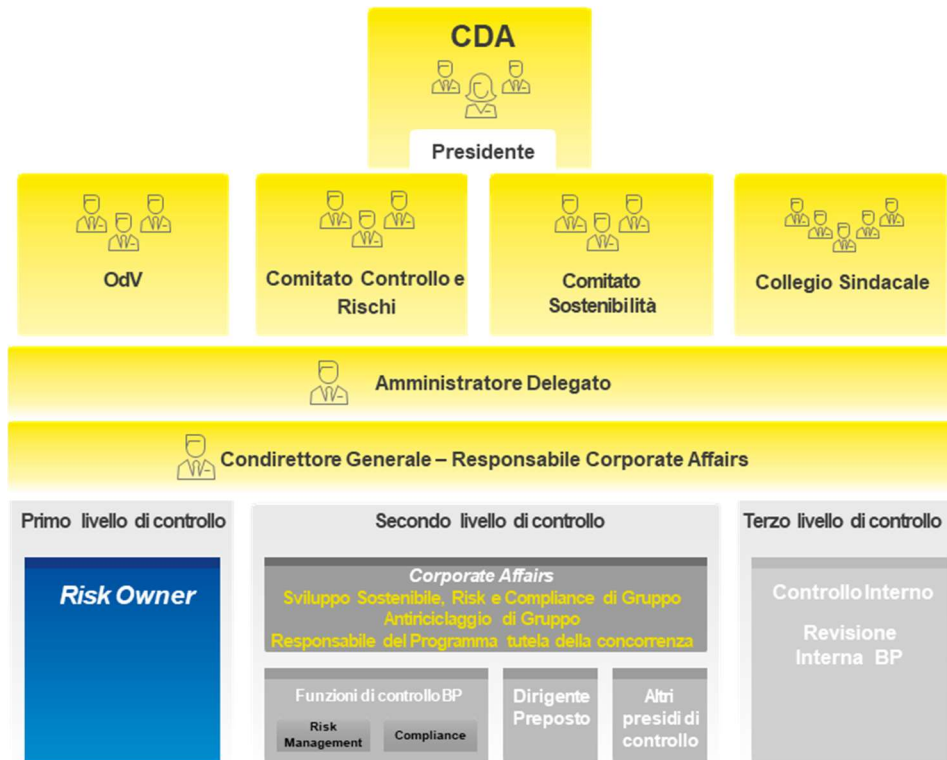 CDA
Presidente
OdV
Comitato Controllo e
Rischi
Comitato
Sostenibilità
Collegio Sindacale
Amministratore Delegato
Condirettore Generale – Responsabile Corporate Affairs
Primo livello di controllo
Risk Owner
Secondo livello di controllo
Corporate Affairs
Sviluppo Sostenibile, Risk e Compliance di Gruppo
Antiriciclaggio di Gruppo
Responsabile del Programma tutela della concorrenza
Funzioni di controllo BP
Risk
Management
Compliance
Dirigente
Preposto
Altri
presidi di
controllo
Terzo livello di controllo
Controllo Interno
Revisione
Interna BP